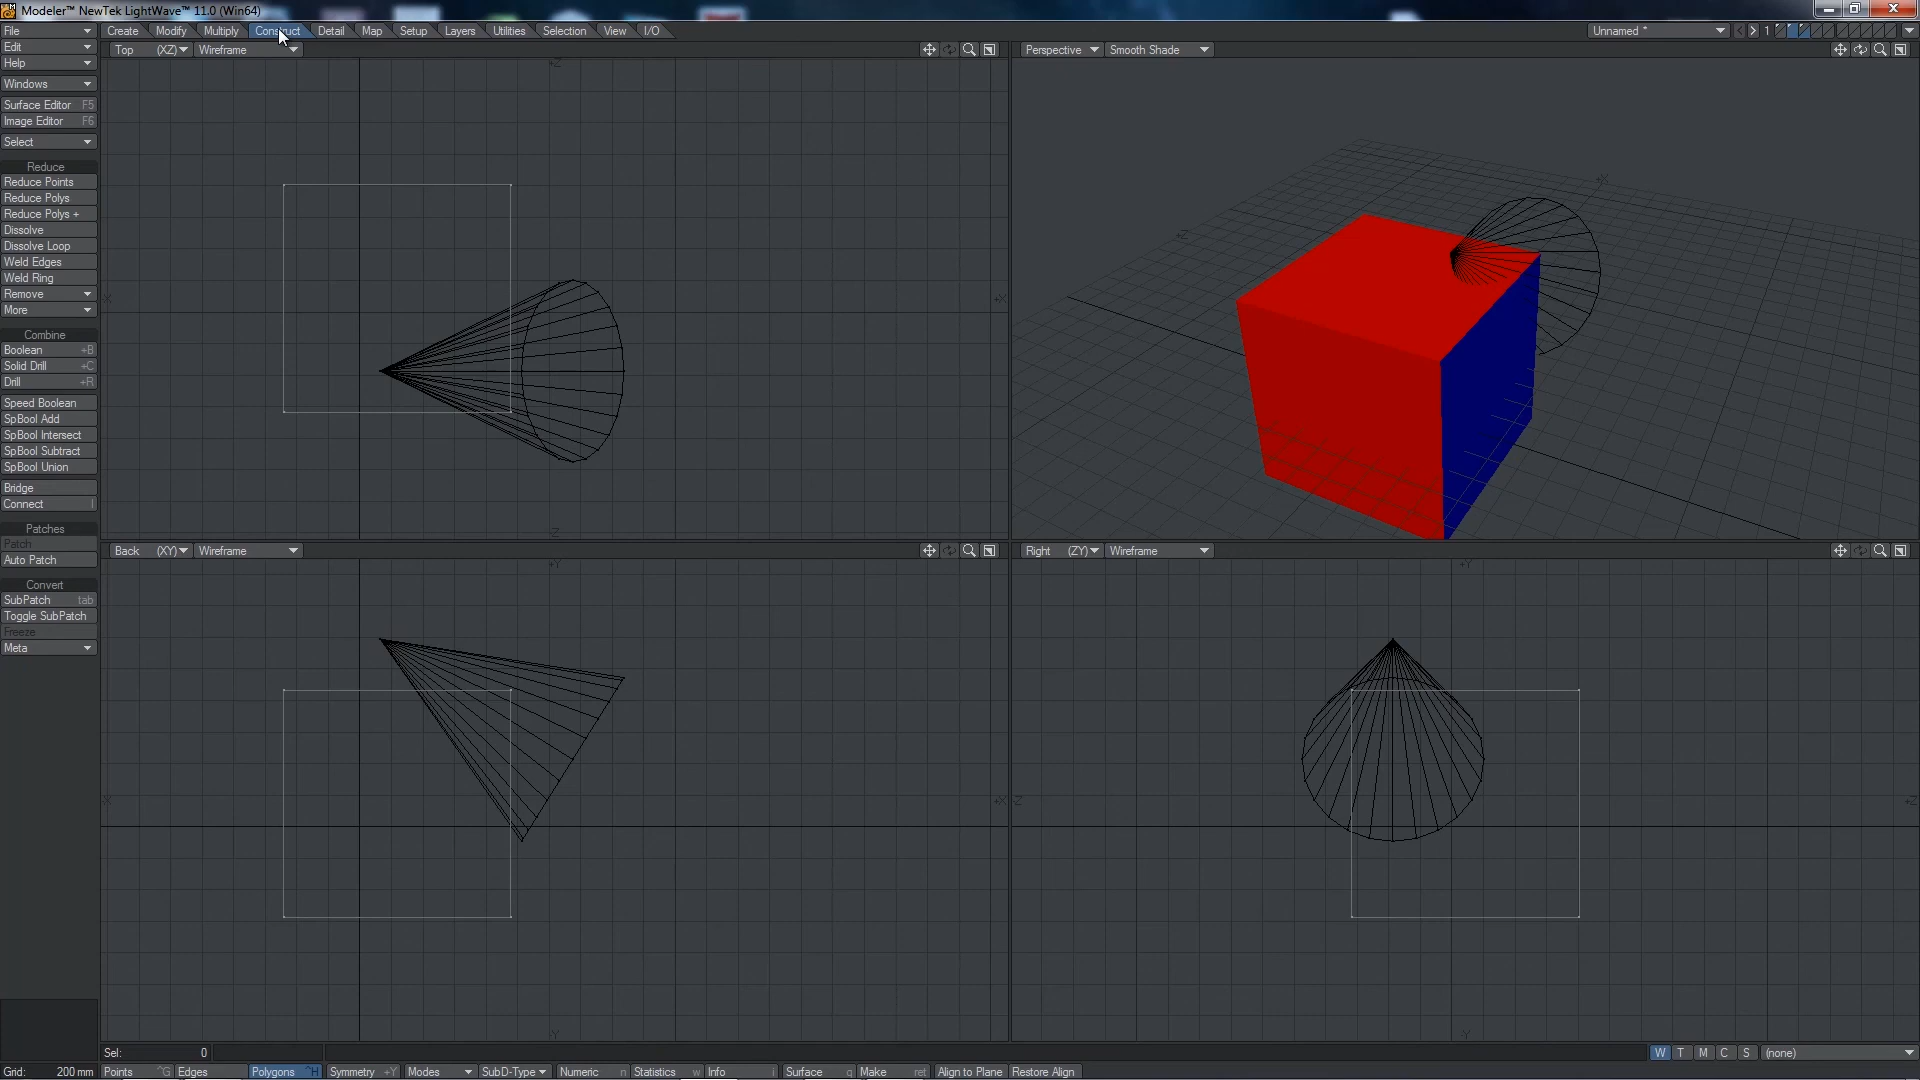 Modeler™ NewTek LightWave™ 11.0 (Win64)
File
Create Modify Multiply Construct Detail Map Setup Layers Utilities Selection View I/O
Unnamed * 1
Edit
Help
Windows
Surface Editor F5
Image Editor F6
Select
Reduce
Reduce Points
Reduce Polys
Reduce Polys +
Dissolve
Dissolve Loop
Weld Edges
Weld Ring
Remove
More
Combine
Boolean +B
Solid Drill +C
Drill +R
Speed Boolean
SpBool Add
SpBool Intersect
SpBool Subtract
SpBool Union
Bridge
Connect l
Patches
Patch
Auto Patch
Convert
SubPatch tab
Toggle SubPatch
Freeze
Meta
Top (XZ) Wireframe
Perspective Smooth Shade
Back (XY) Wireframe
Right (ZY) Wireframe
Sel: 0
W T M C S (none)
Grid: 200 mm Points ^G Edges Polygons ^H Symmetry +Y Modes SubD-Type Numeric n Statistics w Info i Surface q Make ret Align to Plane Restore Align